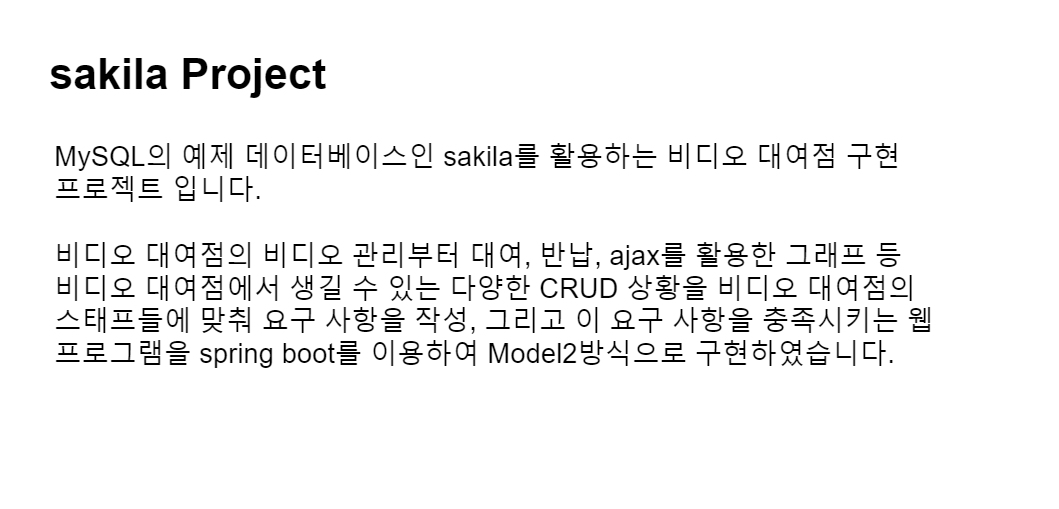 sakila Project
MySQL의 예제 데이터베이스인 sakila를 활용하는 비디오 대여점 구현
프로젝트 입니다.
비디오 대여점의 비디오 관리부터 대여, 반납, ajax를 활용한 그래프 등
비디오 대여점에서 생길 수 있는 다양한 CRUD 상황을 비디오 대여점의
스태프들에 맞춰 요구 사항을 작성, 그리고 이 요구 사항을 충족시키는 웹
프로그램을 spring boot를 이용하여 Model2방식으로 구현하였습니다.